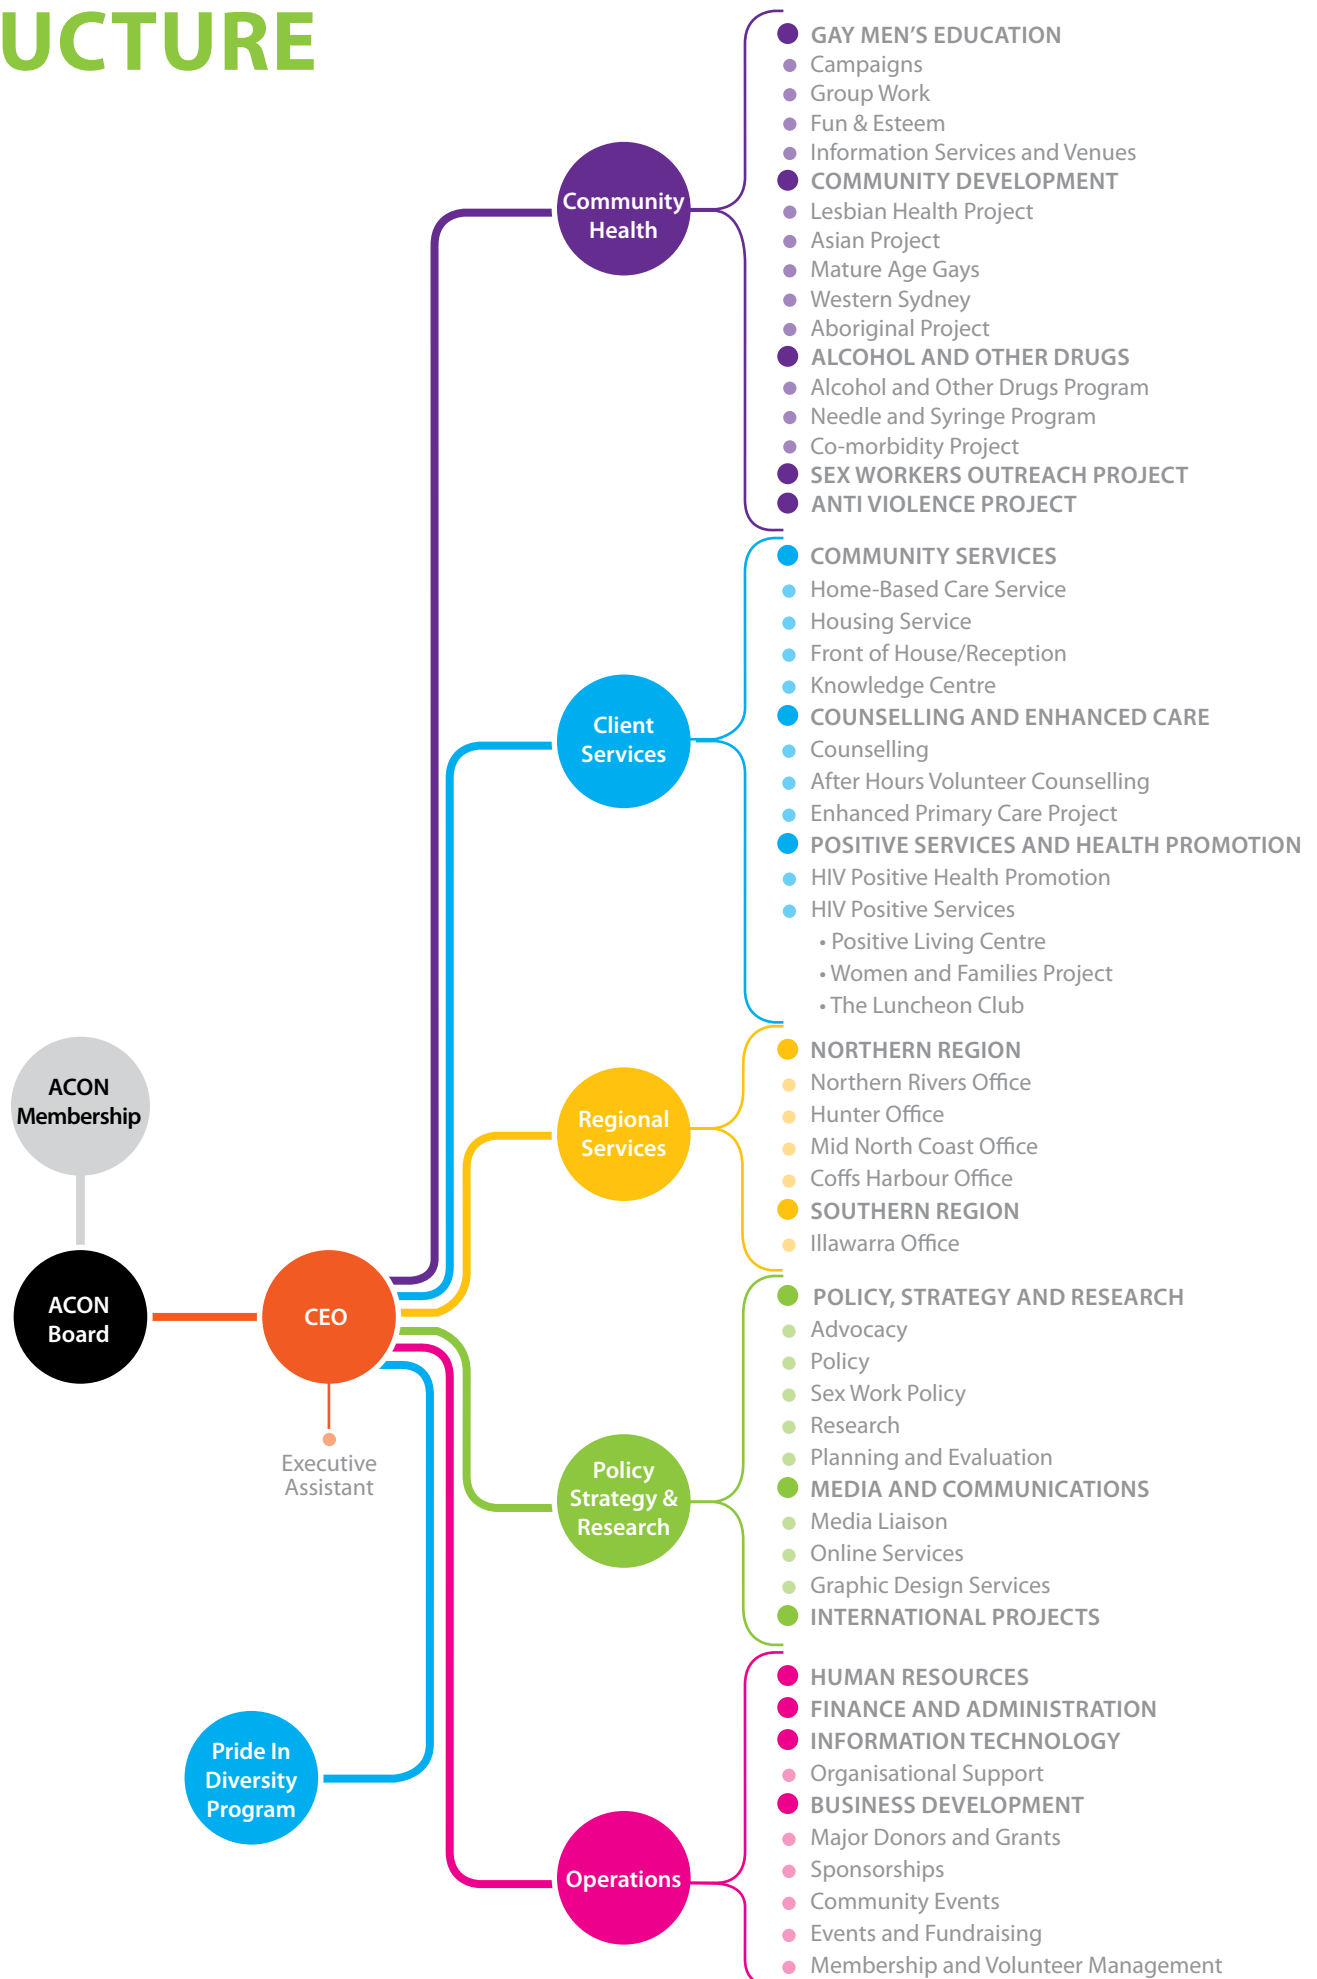 UCTURE
GAY MEN’S EDUCATION
Campaigns
Group Work
Fun & Esteem
Information Services and Venues
COMMUNITY DEVELOPMENT
Lesbian Health Project
Asian Project
Mature Age Gays
Western Sydney
Aboriginal Project
ALCOHOL AND OTHER DRUGS
Alcohol and Other Drugs Program
Needle and Syringe Program
Co-morbidity Project
SEX WORKERS OUTREACH PROJECT
ANTI VIOLENCE PROJECT
Community
Health
COMMUNITY SERVICES
Home-Based Care Service
Housing Service
Front of House/Reception
Knowledge Centre
COUNSELLING AND ENHANCED CARE
Counselling
After Hours Volunteer Counselling
Enhanced Primary Care Project
POSITIVE SERVICES AND HEALTH PROMOTION
HIV Positive Health Promotion
HIV Positive Services
• Positive Living Centre
• Women and Families Project
• The Luncheon Club
Client
Services
NORTHERN REGION
Northern Rivers Office
Hunter Office
Mid North Coast Office
Coffs Harbour Office
SOUTHERN REGION
Illawarra Office
Regional
Services
ACON
Membership
ACON
Board
CEO
Executive
Assistant
POLICY, STRATEGY AND RESEARCH
Advocacy
Policy
Sex Work Policy
Research
Planning and Evaluation
MEDIA AND COMMUNICATIONS
Media Liaison
Online Services
Graphic Design Services
INTERNATIONAL PROJECTS
Policy
Strategy &
Research
Pride In
Diversity
Program
HUMAN RESOURCES
FINANCE AND ADMINISTRATION
INFORMATION TECHNOLOGY
Organisational Support
BUSINESS DEVELOPMENT
Major Donors and Grants
Sponsorships
Community Events
Events and Fundraising
Membership and Volunteer Management
Operations